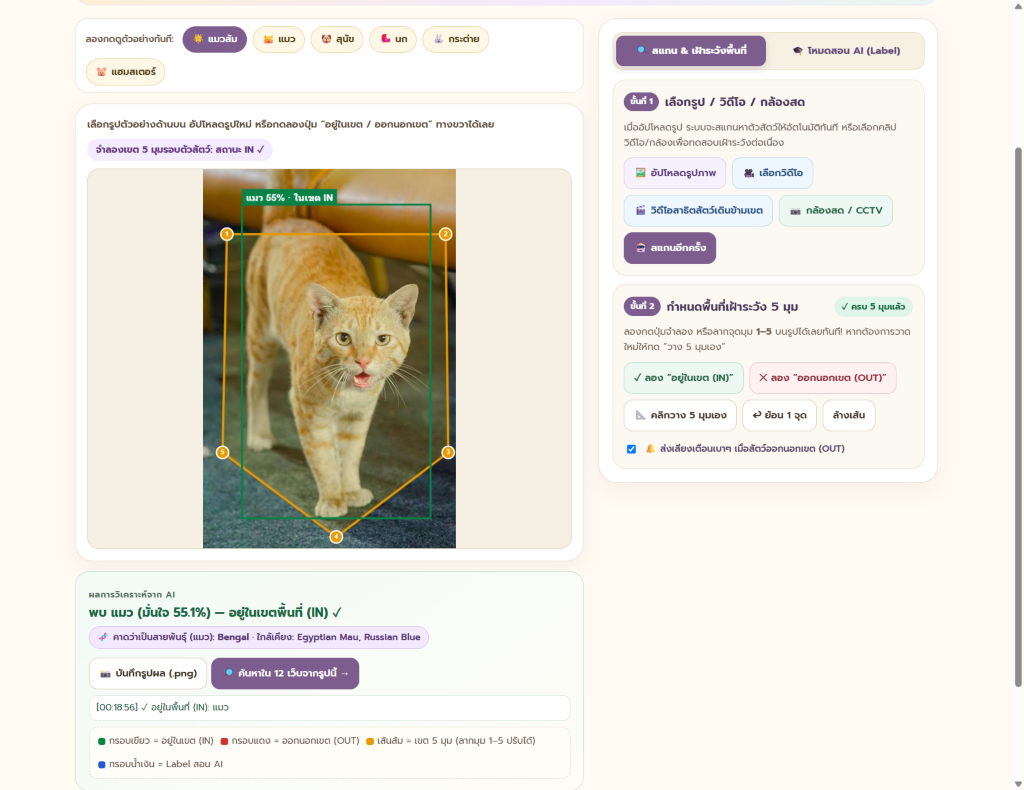 ลองกดดูตัวอย่างทันที: แมวส้ม แมว สุนัข นก กระต่าย
แฮมสเตอร์
เลือกรูปตัวอย่างด้านบน อัปโหลดรูปใหม่ หรือกดลองปุ่ม "อยู่ในเขต / ออกนอกเขต" ทางขวาได้เลย
จำลองเขต 5 มุมรอบตัวสัตว์: สถานะ IN ✓
แมว 55% · ในเขต IN
1
2
5
3
4
ผลการวิเคราะห์จาก AI
พบ แมว (มั่นใจ 55.1%) — อยู่ในเขตพื้นที่ (IN) ✓
คาดว่าเป็นสายพันธุ์ (แมว): Bengal · ใกล้เคียง: Egyptian Mau, Russian Blue
บันทึกรูปผล (.png) ค้นหาใน 12 เว็บจากรูปนี้ →
[00:18:56] ✓ อยู่ในพื้นที่ (IN): แมว
กรอบเขียว = อยู่ในเขต (IN) กรอบแดง = ออกนอกเขต (OUT) เส้นส้ม = เขต 5 มุม (ลากมุม 1–5 ปรับได้)
กรอบน้ำเงิน = Label สอน AI
สแกน & เฝ้าระวังพื้นที่ โหมดสอน AI (Label)
ขั้นที่ 1 เลือกรูป / วิดีโอ / กล้องสด
เมื่ออัปโหลดรูป ระบบจะสแกนหาตัวสัตว์ให้อัตโนมัติทันที หรือเลือกคลิป
วิดีโอ/กล้องเพื่อทดสอบเฝ้าระวังต่อเนื่อง
อัปโหลดรูปภาพ เลือกวิดีโอ
วิดีโอสาธิตสัตว์เดินข้ามเขต กล้องสด / CCTV
สแกนอีกครั้ง
ขั้นที่ 2 กำหนดพื้นที่เฝ้าระวัง 5 มุม ✓ ครบ 5 มุมแล้ว
ลองกดปุ่มจำลอง หรือลากจุดมุม 1–5 บนรูปได้เลยทันที! หากต้องการวาด
ใหม่ให้กด "วาง 5 มุมเอง"
✓ ลอง "อยู่ในเขต (IN)" ✕ ลอง "ออกนอกเขต (OUT)"
คลิกวาง 5 มุมเอง ↩ ย้อน 1 จุด ล้างเส้น
ส่งเสียงเตือนเบาๆ เมื่อสัตว์ออกนอกเขต (OUT)